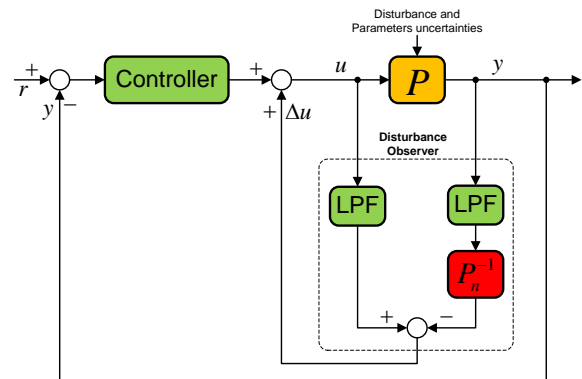 Disturbance and
Parameters uncertainties
+
r
Controller
+
u
P
y
y −
+ Δu
Disturbance
Observer
LPF
LPF
P_n^{-1}
+
−